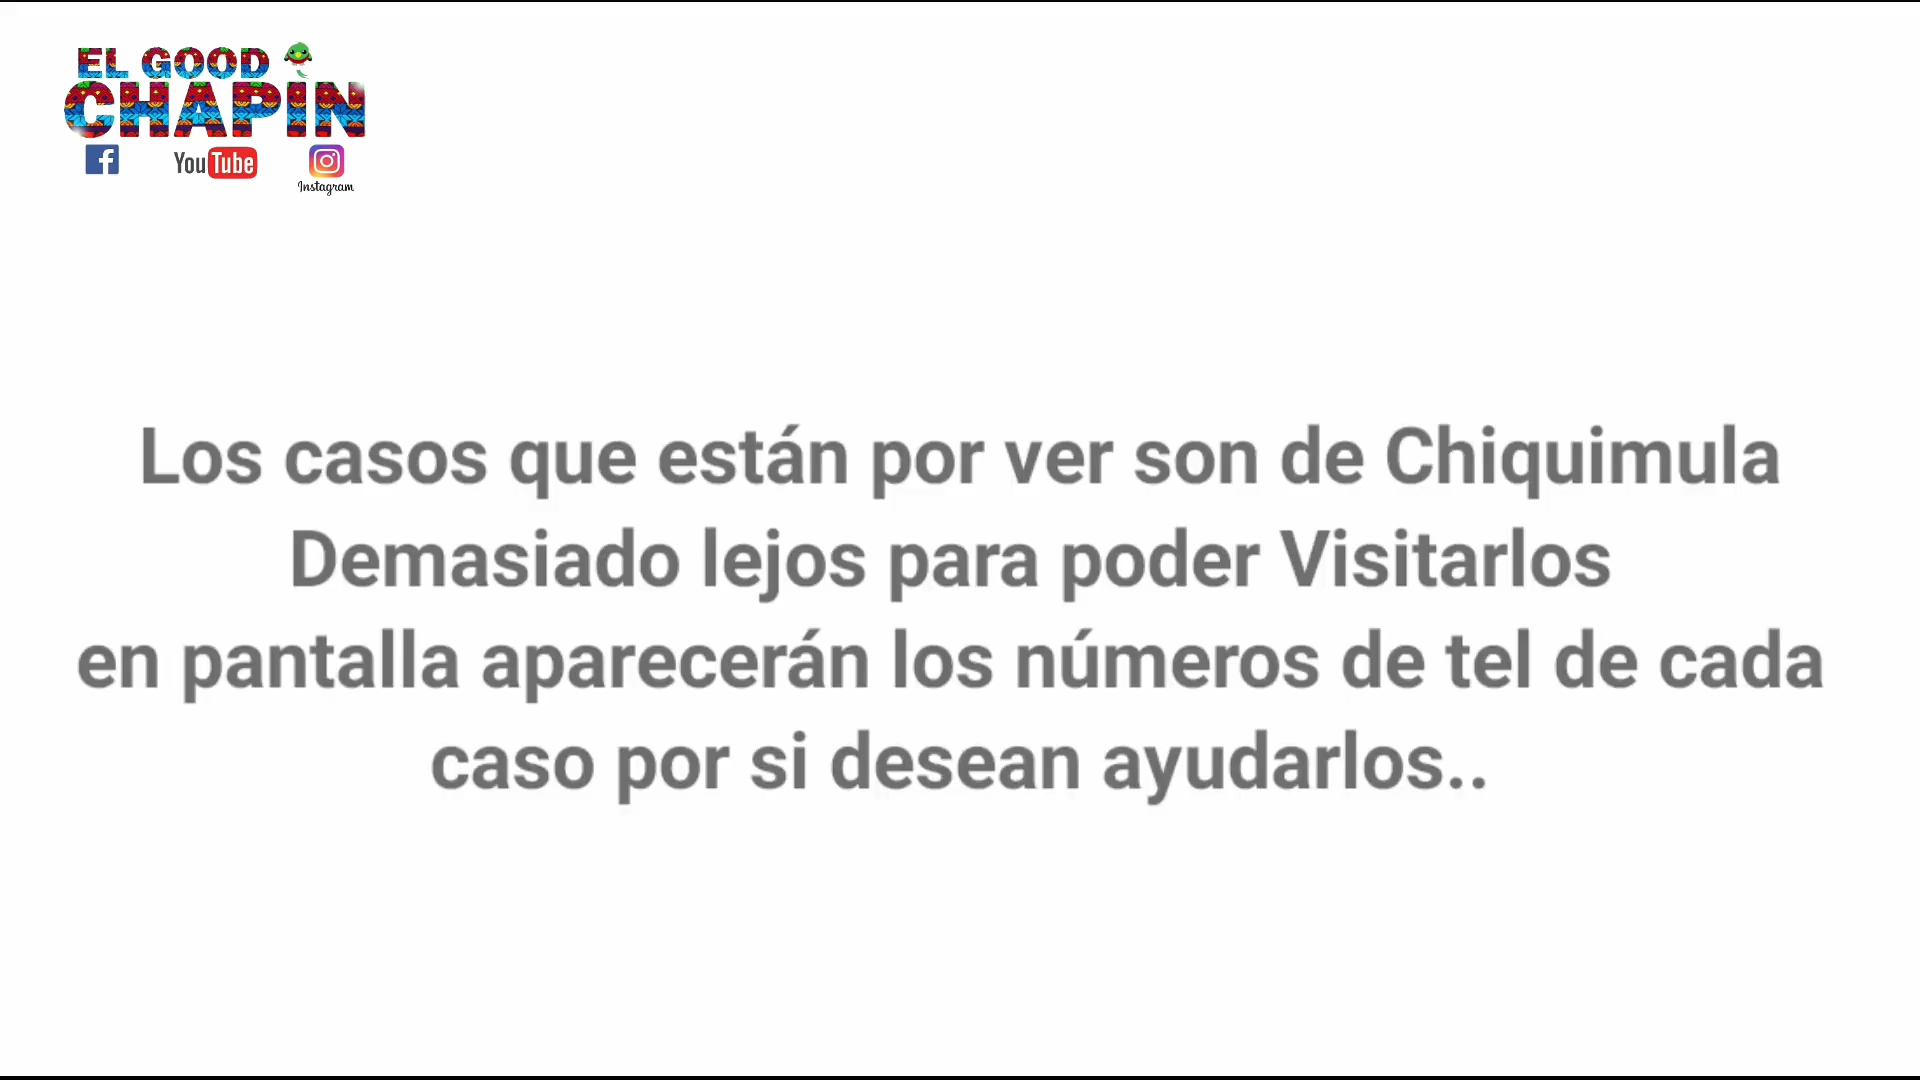 EL GOOD
CHAPIN
f
YouTube
Instagram
Los casos que están por ver son de Chiquimula
Demasiado lejos para poder Visitarlos
en pantalla aparecerán los números de tel de cada
caso por si desean ayudarlos..